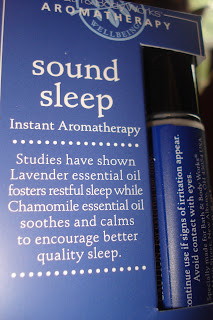 AROMATHERAPY
WELLBEING
sound
sleep
Instant Aromatherapy
Studies have shown
Lavender essential oil
fosters restful sleep while
Chamomile essential oil
soothes and calms
to encourage better
quality sleep.
continue use if signs of irritation appear.
Avoid contact with eyes.